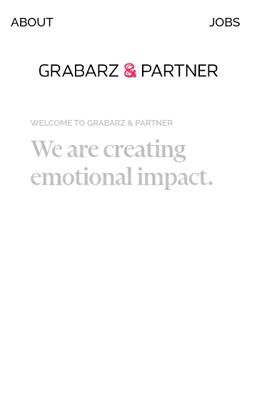 ABOUT JOBS
GRABARZ & PARTNER
WELCOME TO GRABARZ & PARTNER
We are creating
emotional impact.